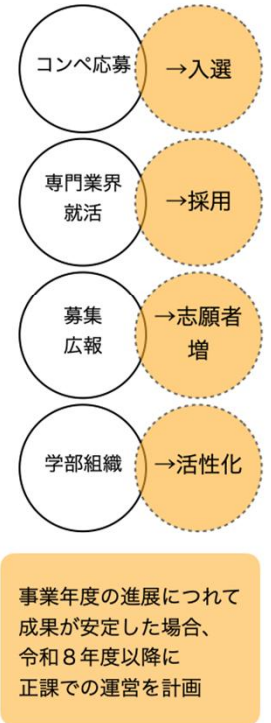 コンペ応募
→入選
専門業界
就活
→採用
募集
広報
→志願者
増
学部組織
→活性化
事業年度の進展につれて
成果が安定した場合、
令和8年度以降に
正課での運営を計画